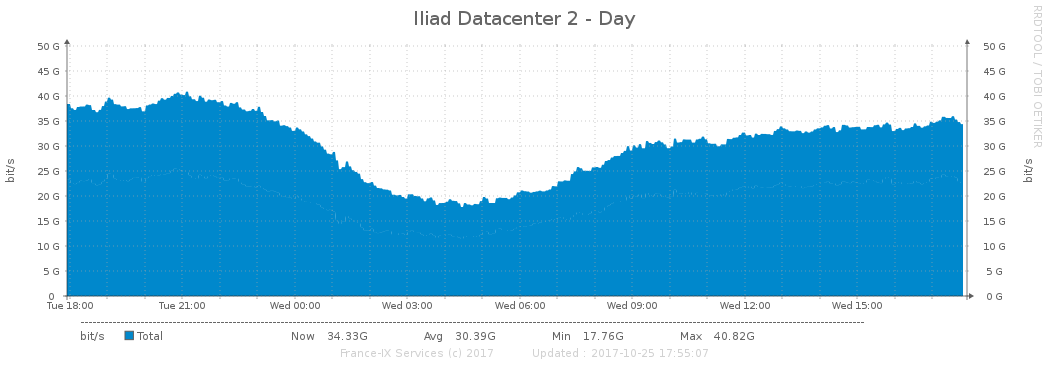 Iliad Datacenter 2 - Day
RRDTOOL / TOBI OETIKER
50 G 50 G
45 G 45 G
40 G 40 G
35 G 35 G
30 G 30 G
25 G 25 G
20 G 20 G
15 G 15 G
10 G 10 G
5 G 5 G
0 0 G
bit/s bit/s
Tue 18:00 Tue 21:00 Wed 00:00 Wed 03:00 Wed 06:00 Wed 09:00 Wed 12:00 Wed 15:00
bit/s Total Now 34.33G Avg 30.39G Min 17.76G Max 40.82G
France-IX Services (c) 2017 Updated : 2017-10-25 17:55:07